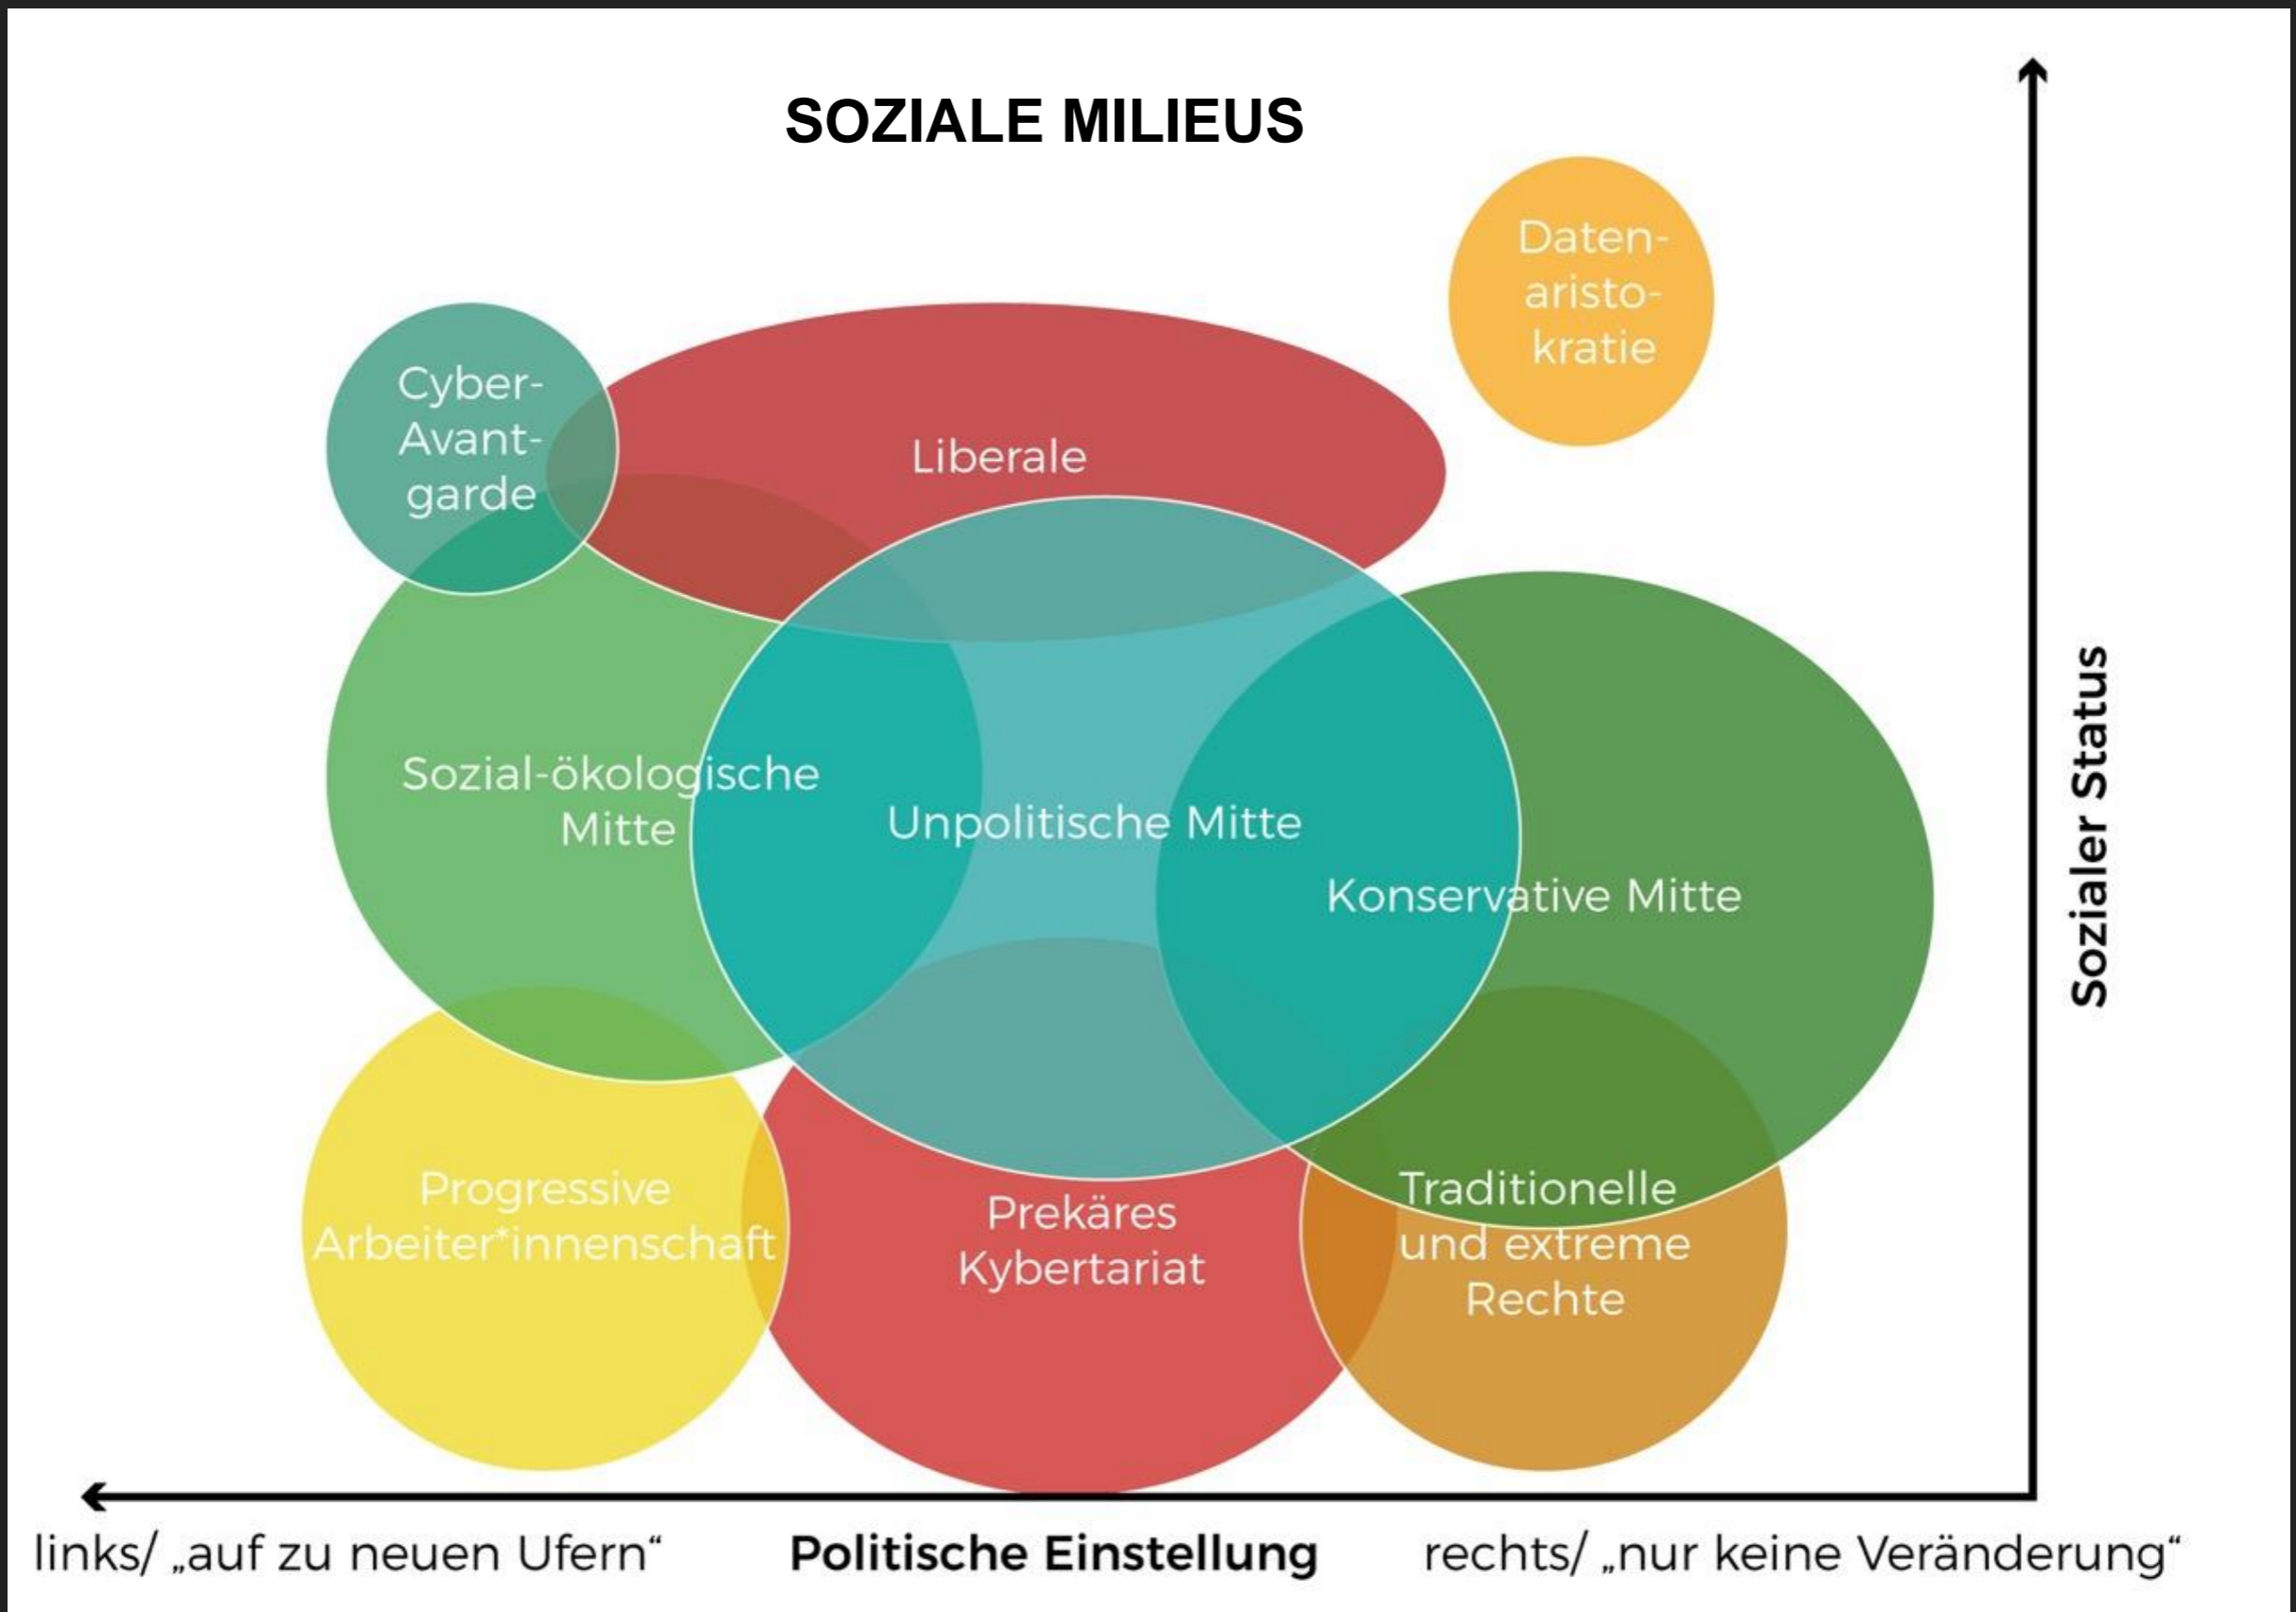 SOZIALE MILIEUS
Daten-
aristo-
kratie
Cyber-
Avant-
garde
Liberale
Sozial-ökologische
Mitte
Unpolitische Mitte
Konservative Mitte
Progressive
Arbeiter*innenschaft
Prekäres
Kybertariat
Traditionelle
und extreme
Rechte
Sozialer Status
links/ „auf zu neuen Ufern“
Politische Einstellung
rechts/ „nur keine Veränderung“